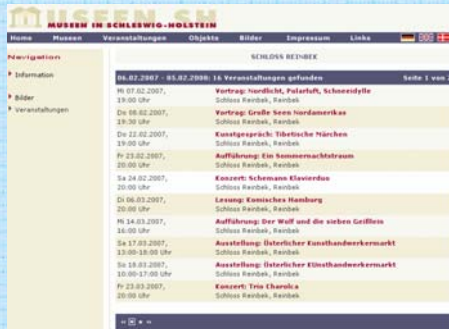 MUSEEN-SH
MUSEEN IN SCHLESWIG-HOLSTEIN
Home Museen Veranstaltungen Objekte Bilder Impressum Links
Navigation
Information
Bilder
Veranstaltungen
SCHLOSS REINBEK
06.02.2007 - 05.02.2008: 16 Veranstaltungen gefunden Seite 1 von
Mi 07.02.2007, 19:00 Uhr
Vortrag: Nordlicht, Polarluft, Schneeidylle
Schloss Reinbek, Reinbek
Do 08.02.2007, 19:30 Uhr
Vortrag: Große Seen Nordamerikas
Schloss Reinbek, Reinbek
Do 22.02.2007, 19:00 Uhr
Kunstgespräch: Tibetische Märchen
Schloss Reinbek, Reinbek
Fr 23.02.2007, 20:00 Uhr
Aufführung: Ein Sommernachtstraum
Schloss Reinbek, Reinbek
Sa 24.02.2007, 20:00 Uhr
Konzert: Schemann Klavierduo
Schloss Reinbek, Reinbek
Di 06.03.2007, 20:00 Uhr
Lesung: Komisches Hamburg
Schloss Reinbek, Reinbek
Mi 14.03.2007, 16:00 Uhr
Aufführung: Der Wolf und die sieben Geißlein
Schloss Reinbek, Reinbek
Sa 17.03.2007, 13:00-18:00 Uhr
Ausstellung: Österlicher Kunsthandwerkermarkt
Schloss Reinbek, Reinbek
So 18.03.2007, 10:00-17:00 Uhr
Ausstellung: Österlicher KUnsthandwerkermarkt
Schloss Reinbek, Reinbek
Fr 23.03.2007, 20:00 Uhr
Konzert: Trio Charolca
Schloss Reinbek, Reinbek